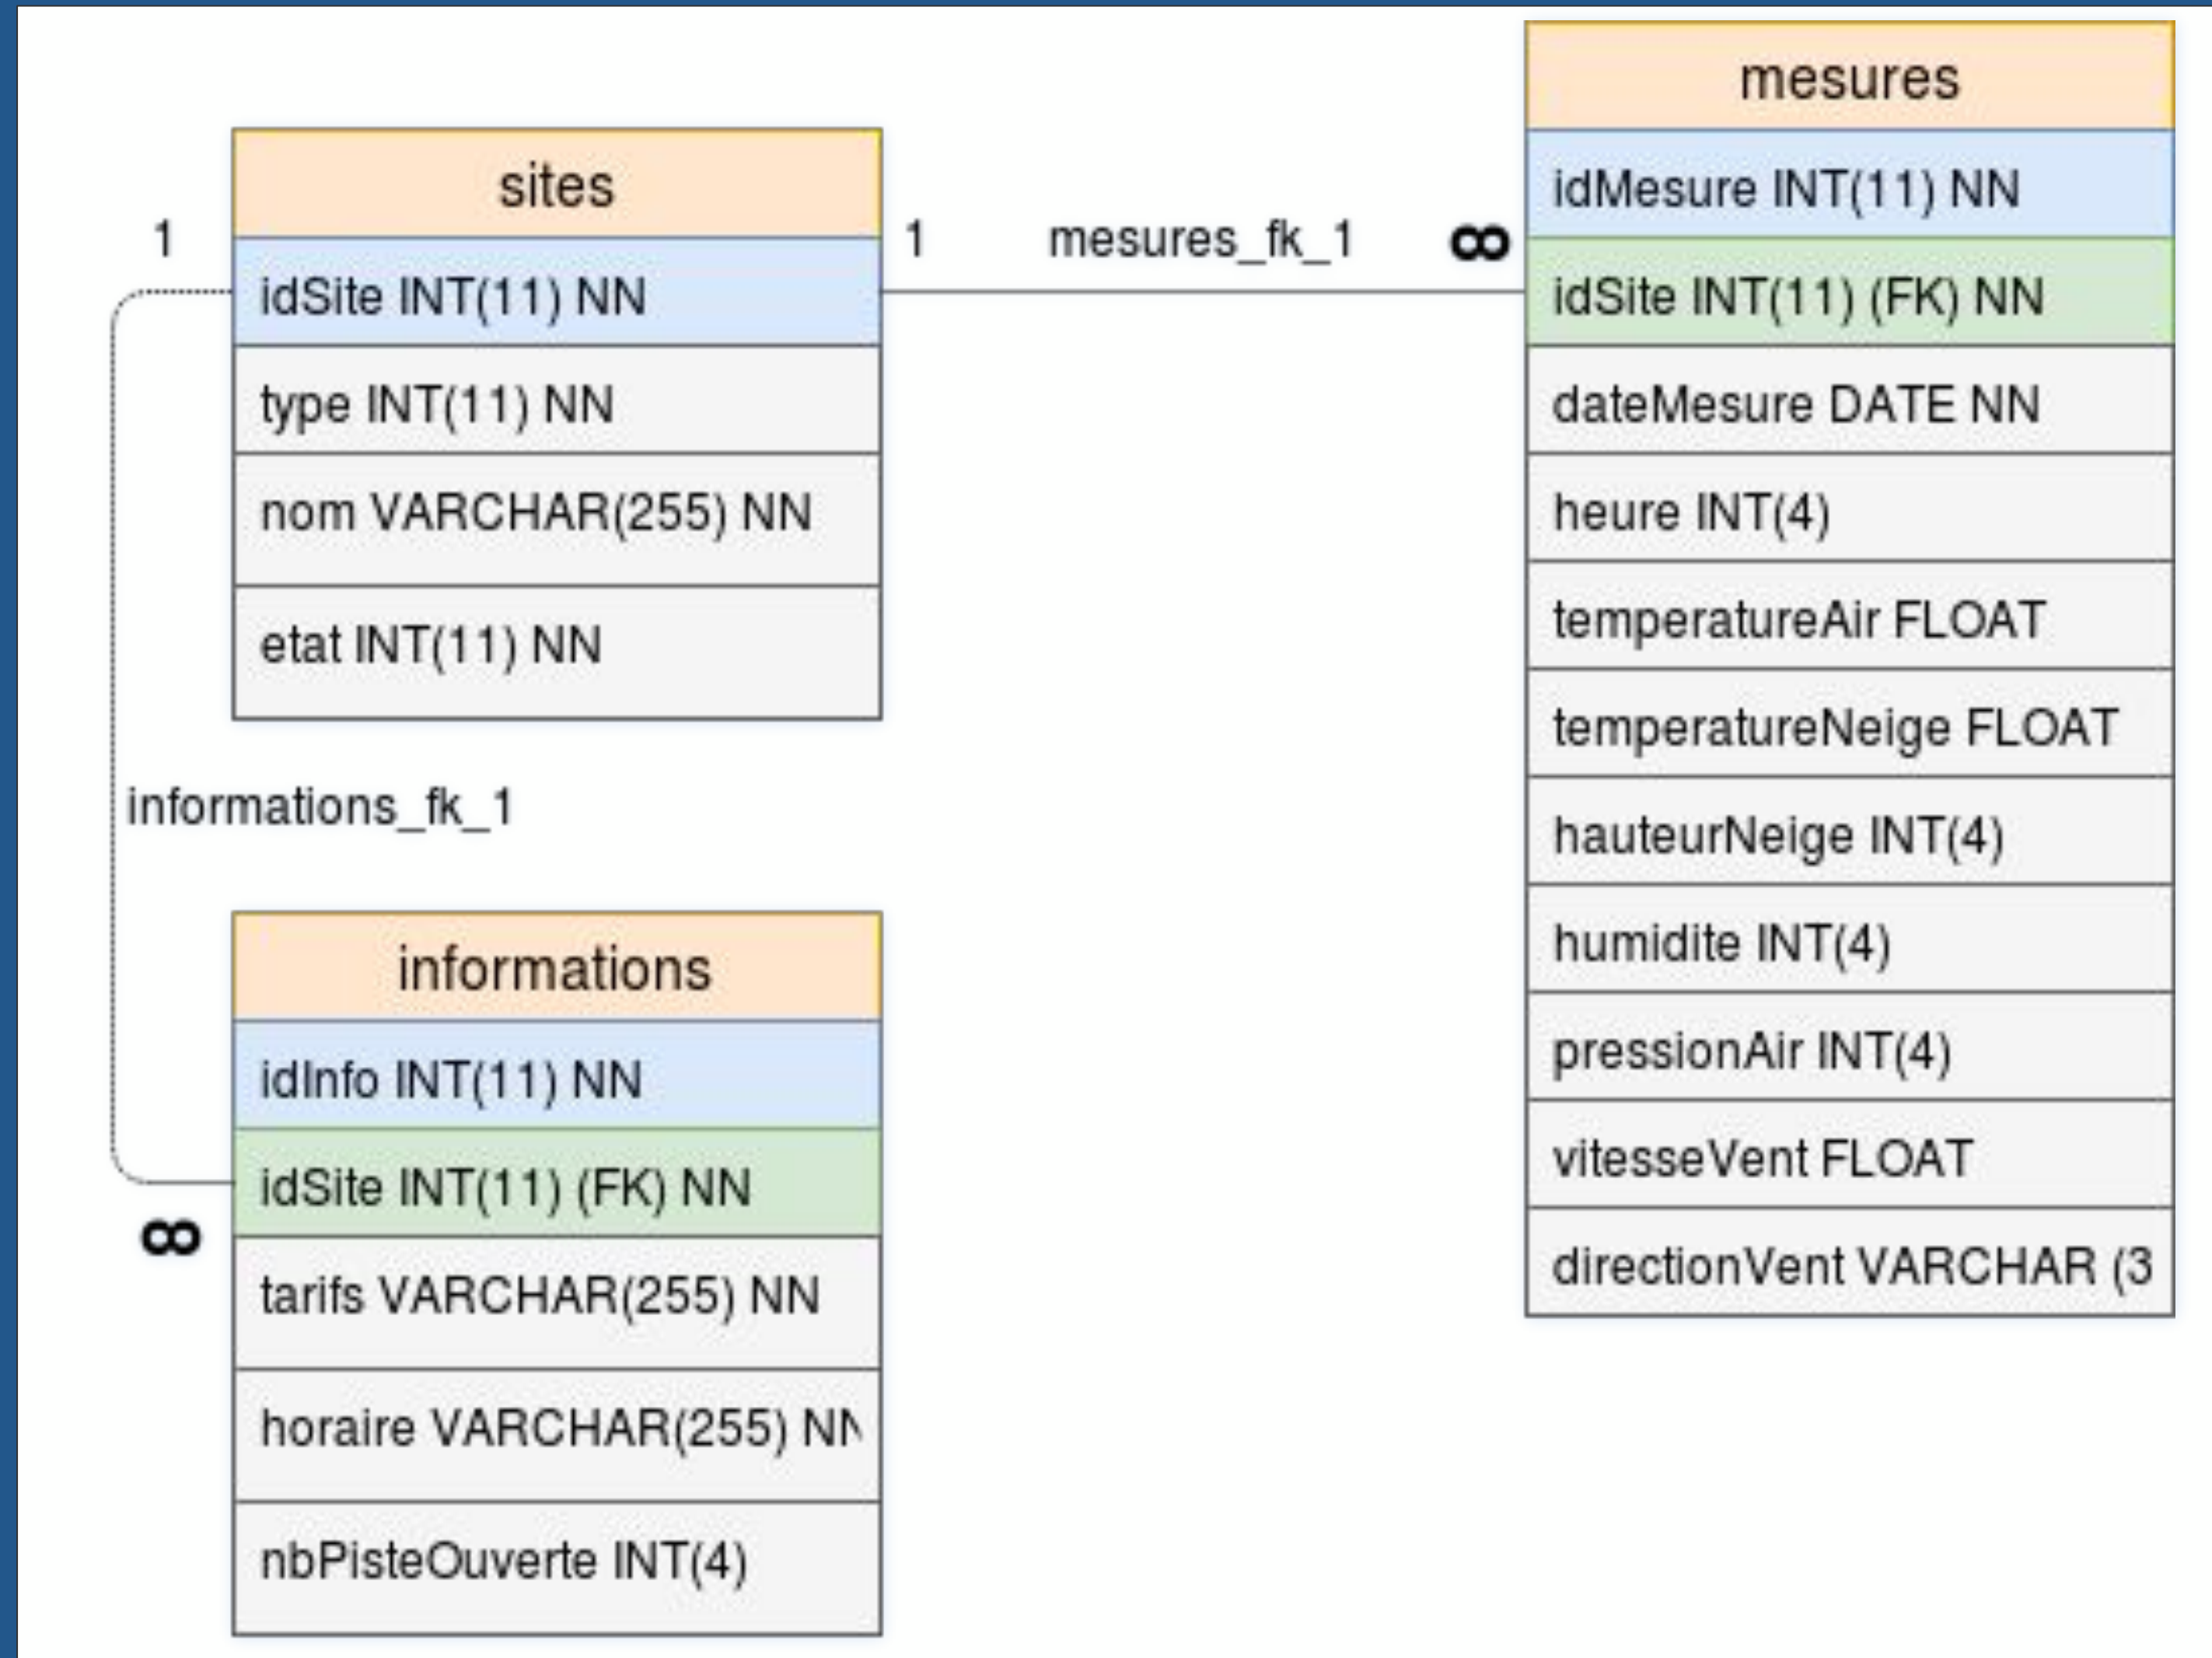 sites
idSite INT(11) NN
type INT(11) NN
nom VARCHAR(255) NN
etat INT(11) NN
1
1
mesures_fk_1
∞
mesures
idMesure INT(11) NN
idSite INT(11) (FK) NN
dateMesure DATE NN
heure INT(4)
temperatureAir FLOAT
temperatureNeige FLOAT
hauteurNeige INT(4)
humidite INT(4)
pressionAir INT(4)
vitesseVent FLOAT
directionVent VARCHAR (3
informations_fk_1
∞
informations
idInfo INT(11) NN
idSite INT(11) (FK) NN
tarifs VARCHAR(255) NN
horaire VARCHAR(255) NN
nbPisteOuverte INT(4)